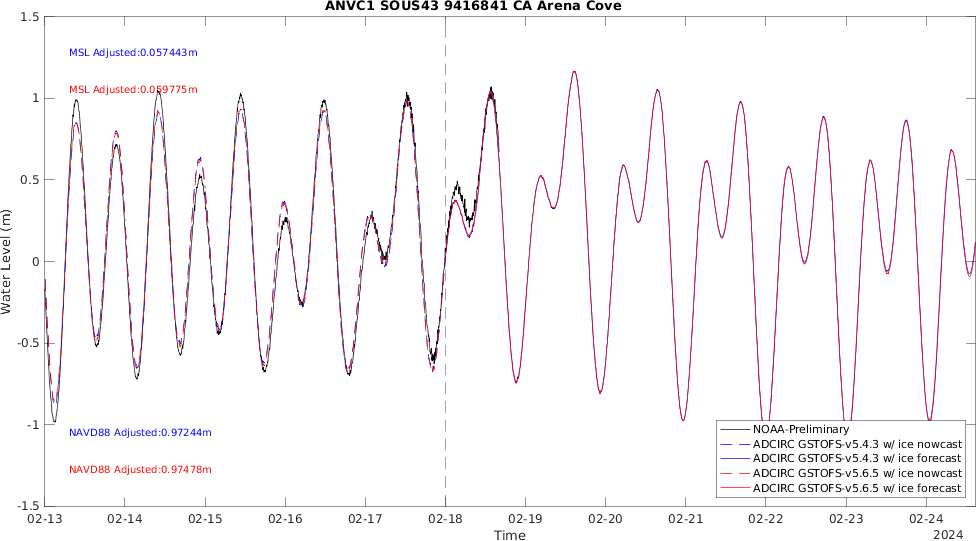 ANVC1 SOUS43 9416841 CA Arena Cove
1.5
1
0.5
0
-0.5
-1
-1.5
Water Level (m)
MSL Adjusted:0.057443m
MSL Adjusted:0.059775m
NAVD88 Adjusted:0.97244m
NAVD88 Adjusted:0.97478m
NOAA-Preliminary
ADCIRC GSTOFS-v5.4.3 w/ ice nowcast
ADCIRC GSTOFS-v5.4.3 w/ ice forecast
ADCIRC GSTOFS-v5.6.5 w/ ice nowcast
ADCIRC GSTOFS-v5.6.5 w/ ice forecast
02-13 02-14 02-15 02-16 02-17 02-18 02-19 02-20 02-21 02-22 02-23 02-24
Time
2024